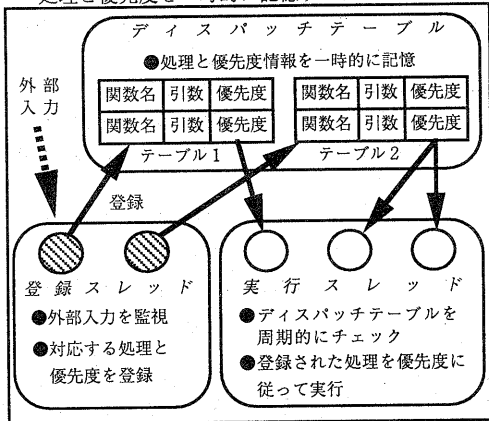 ディスパッチテーブル
●処理と優先度情報を一時的に記憶
外部
入力
関数名 引数 優先度 関数名 引数 優先度
関数名 引数 優先度 関数名 引数 優先度
テーブル1 テーブル2
登録
登録スレッド
●外部入力を監視
●対応する処理と
優先度を登録
実行スレッド
●ディスパッチテーブルを
周期的にチェック
●登録された処理を優先度に
従って実行